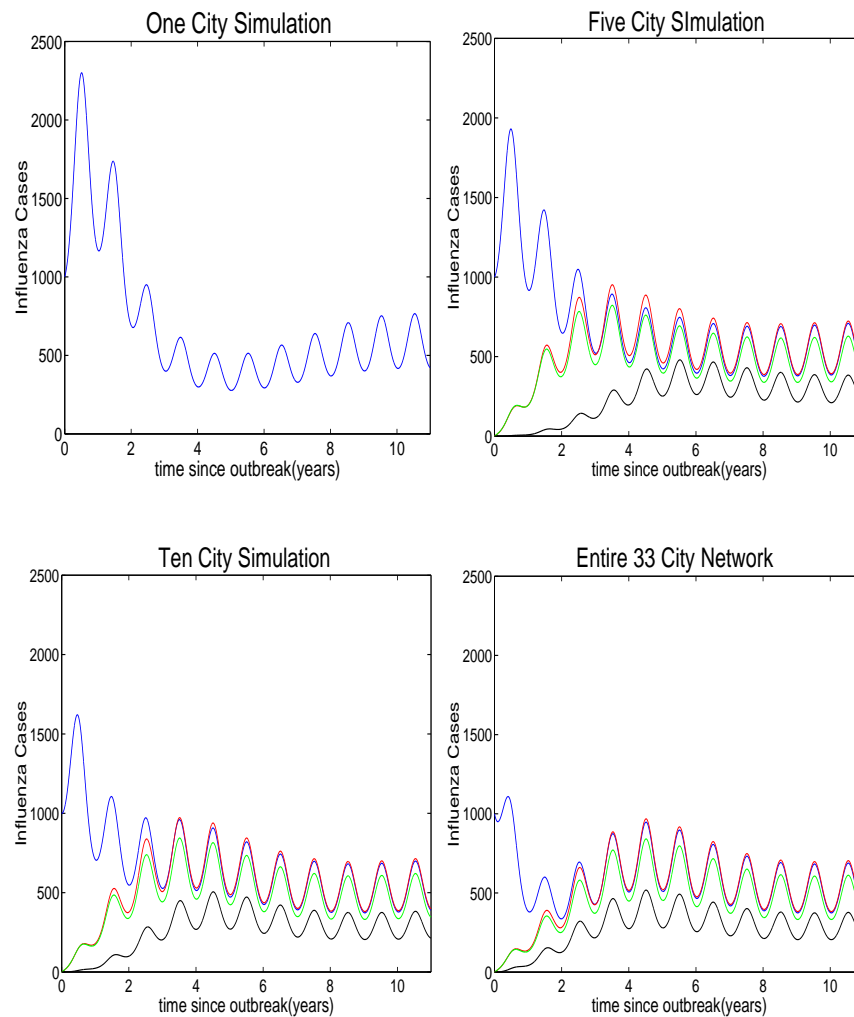 One City Simulation
2500
2000
1500
1000
500
0
Influenza Cases
0 2 4 6 8 10
time since outbreak(years)
Five City SImulation
2500
2000
1500
1000
500
0
Influenza Cases
0 2 4 6 8 10
time since outbreak(years)
Ten City Simulation
2500
2000
1500
1000
500
0
Influenza Cases
0 2 4 6 8 10
time since outbreak(years)
Entire 33 City Network
2500
2000
1500
1000
500
0
Influenza Cases
0 2 4 6 8 10
time since outbreak(years)